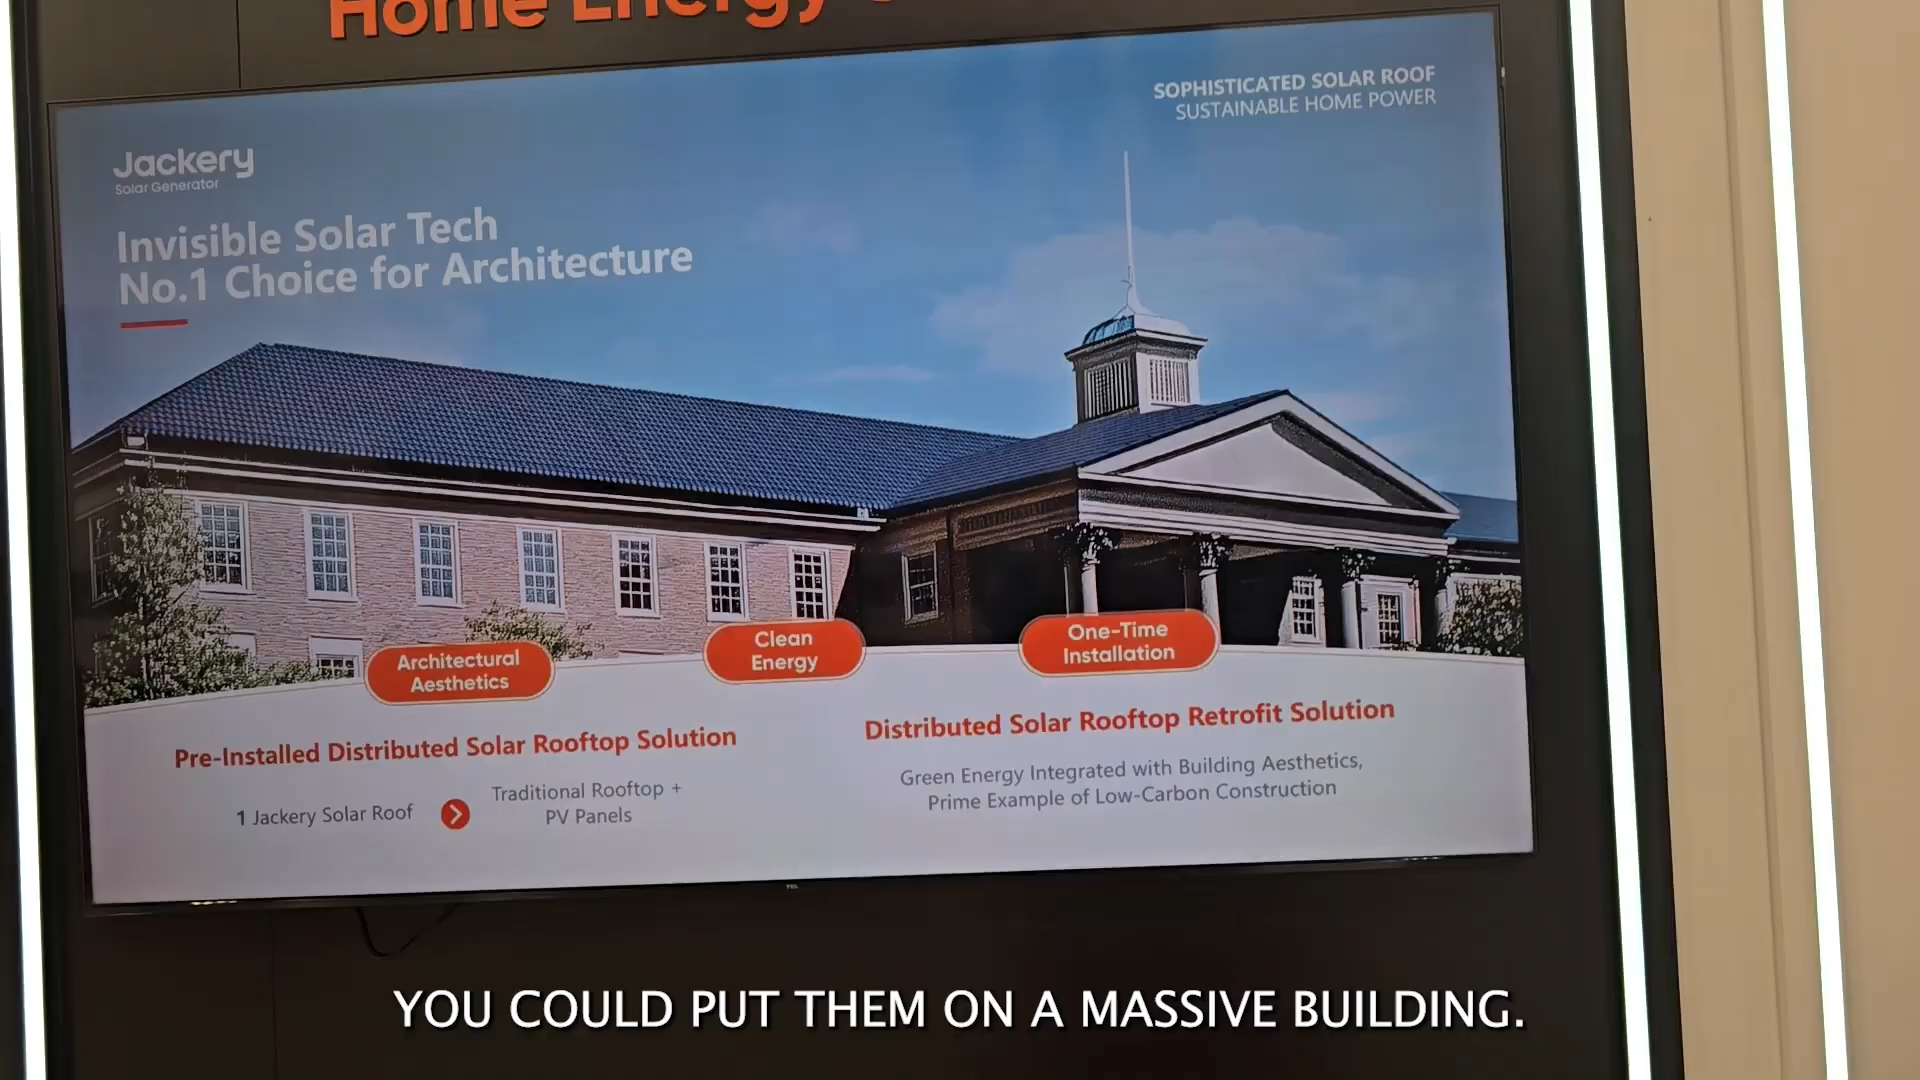 Home Energy
SOPHISTICATED SOLAR ROOF
SUSTAINABLE HOME POWER
Jackery
Solar Generator
Invisible Solar Tech
No.1 Choice for Architecture
Architectural
Aesthetics
Clean
Energy
One-Time
Installation
Pre-Installed Distributed Solar Rooftop Solution
1 Jackery Solar Roof
Traditional Rooftop +
PV Panels
Distributed Solar Rooftop Retrofit Solution
Green Energy Integrated with Building Aesthetics,
Prime Example of Low-Carbon Construction
TCL
YOU COULD PUT THEM ON A MASSIVE BUILDING.